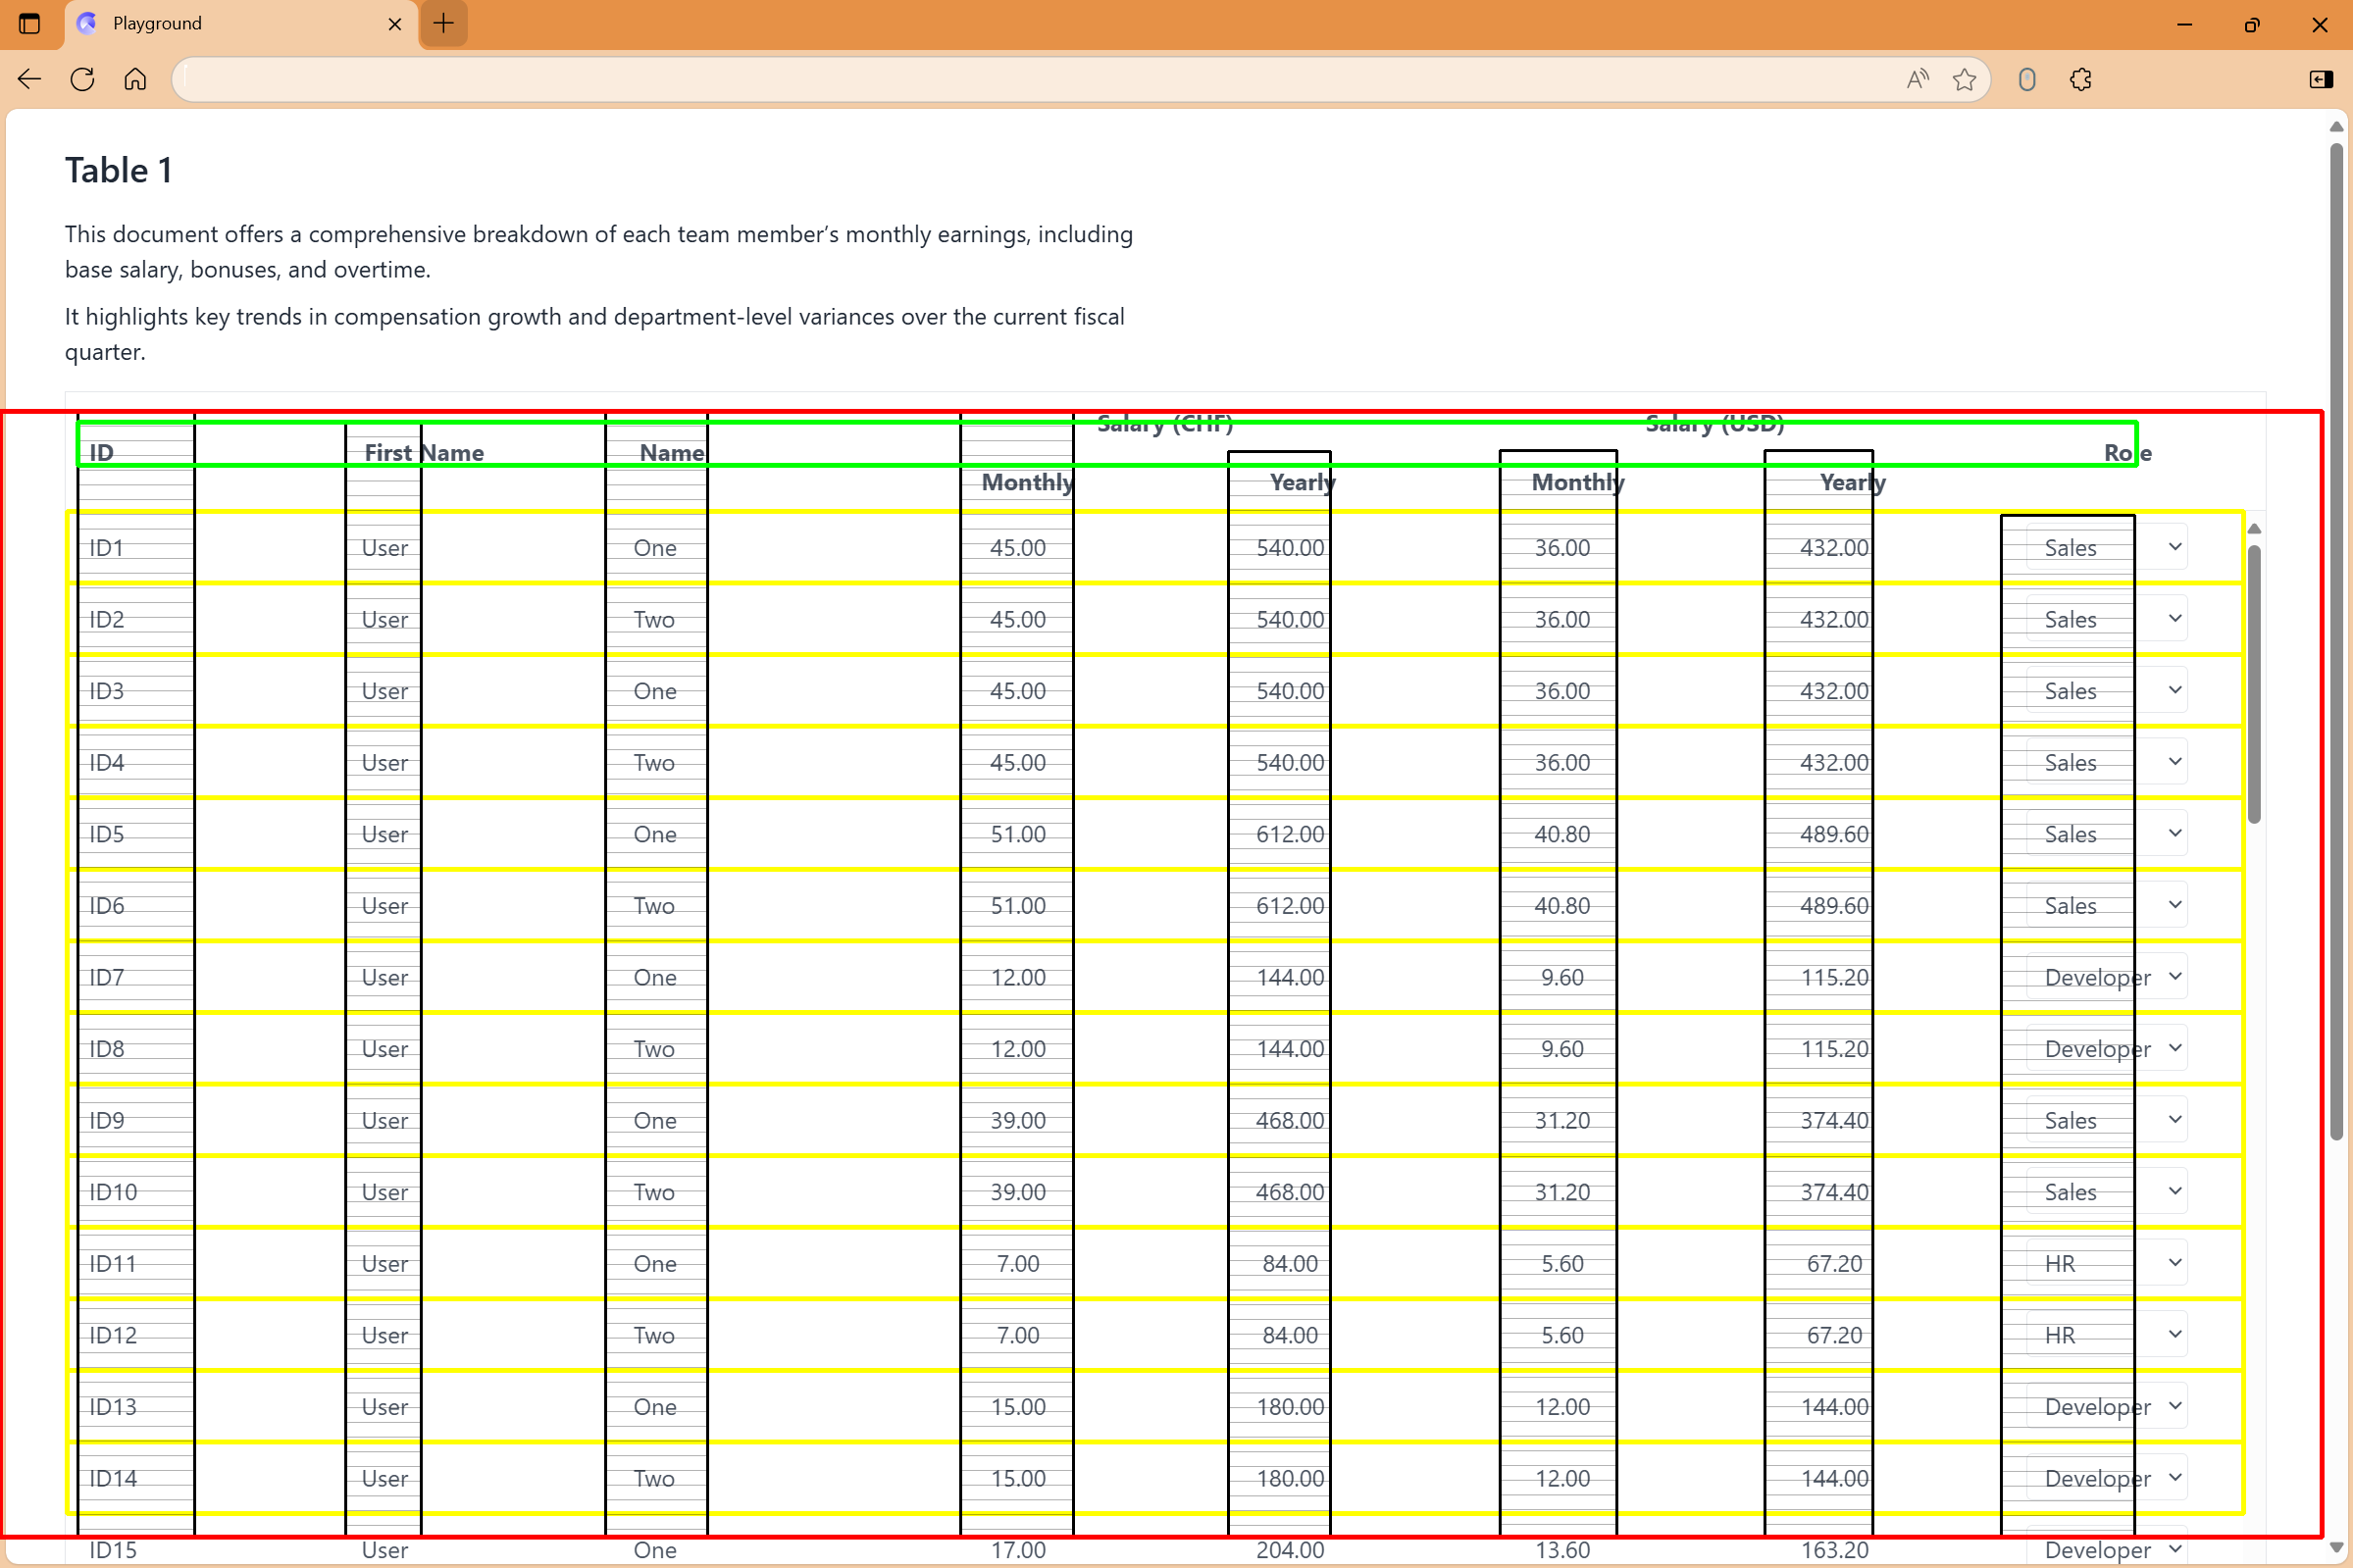 Playground
Table 1
This document offers a comprehensive breakdown of each team member’s monthly earnings, including
base salary, bonuses, and overtime.
It highlights key trends in compensation growth and department-level variances over the current fiscal
quarter.
Salary (CHF) Salary (USD)
ID First Name Name Role
Monthly Yearly Monthly Yearly
ID1 User One 45.00 540.00 36.00 432.00 Sales
ID2 User Two 45.00 540.00 36.00 432.00 Sales
ID3 User One 45.00 540.00 36.00 432.00 Sales
ID4 User Two 45.00 540.00 36.00 432.00 Sales
ID5 User One 51.00 612.00 40.80 489.60 Sales
ID6 User Two 51.00 612.00 40.80 489.60 Sales
ID7 User One 12.00 144.00 9.60 115.20 Developer
ID8 User Two 12.00 144.00 9.60 115.20 Developer
ID9 User One 39.00 468.00 31.20 374.40 Sales
ID10 User Two 39.00 468.00 31.20 374.40 Sales
ID11 User One 7.00 84.00 5.60 67.20 HR
ID12 User Two 7.00 84.00 5.60 67.20 HR
ID13 User One 15.00 180.00 12.00 144.00 Developer
ID14 User Two 15.00 180.00 12.00 144.00 Developer
ID15 User One 17.00 204.00 13.60 163.20 Developer